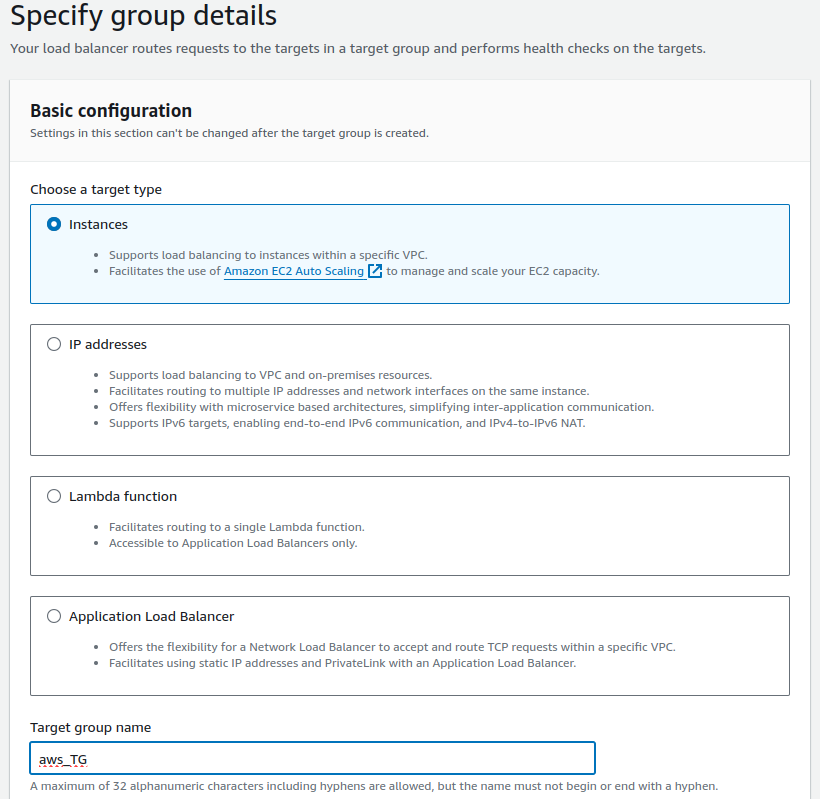 Specify group details
Your load balancer routes requests to the targets in a target group and performs health checks on the targets.
Basic configuration
Settings in this section can't be changed after the target group is created.
Choose a target type
Instances
Supports load balancing to instances within a specific VPC.
Facilitates the use of Amazon EC2 Auto Scaling to manage and scale your EC2 capacity.
IP addresses
Supports load balancing to VPC and on-premises resources.
Facilitates routing to multiple IP addresses and network interfaces on the same instance.
Offers flexibility with microservice based architectures, simplifying inter-application communication.
Supports IPv6 targets, enabling end-to-end IPv6 communication, and IPv4-to-IPv6 NAT.
Lambda function
Facilitates routing to a single Lambda function.
Accessible to Application Load Balancers only.
Application Load Balancer
Offers the flexibility for a Network Load Balancer to accept and route TCP requests within a specific VPC.
Facilitates using static IP addresses and PrivateLink with an Application Load Balancer.
Target group name
aws_TG
A maximum of 32 alphanumeric characters including hyphens are allowed, but the name must not begin or end with a hyphen.